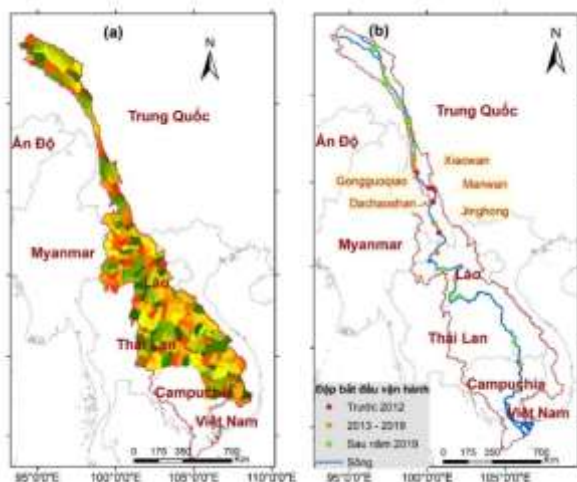 (a)
N
Trung Quốc
Ấn Độ
Myanmar
Lào
Thái Lan
Campuchia
Việt Nam
0 175 350 700
Km
95°0'0"E 100°0'0"E 105°0'0"E 110°0'0"E
(b)
N
Trung Quốc
Ấn Độ
Xiaowan
Gongguoqiao
Manwan
Dachaoshan
Jinghong
Myanmar
Lào
Thái Lan
Đập bắt đầu vận hành
Campuchia
Trước 2012
Việt Nam
2013 - 2019
Sau năm 2019
Sông
0 175 350 700
Km
95°0'0"E 100°0'0"E 105°0'0"E